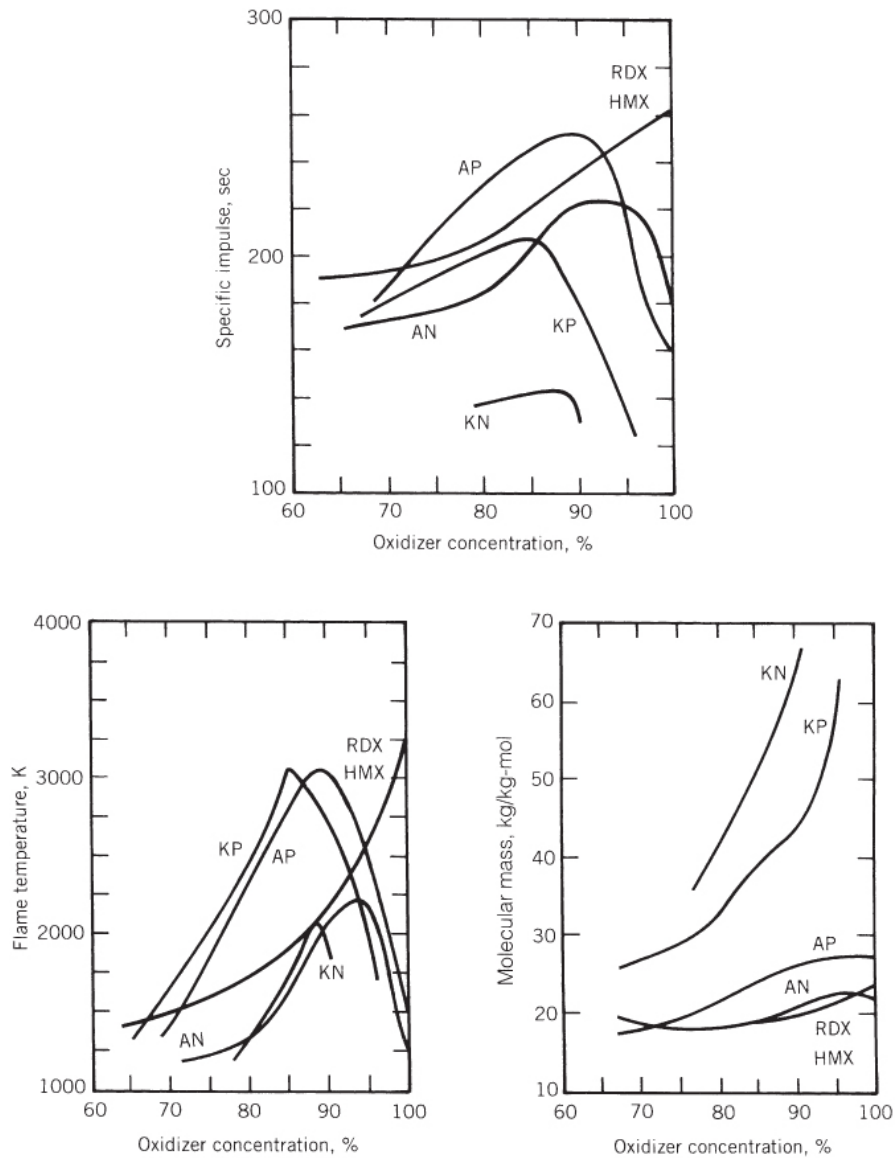 300
RDX
HMX
AP
Specific impulse, sec
200
AN
KP
KN
100
60 70 80 90 100
Oxidizer concentration, %
4000
RDX
HMX
3000
KP
AP
Flame temperature, K
2000
KN
AN
1000
60 70 80 90 100
Oxidizer concentration, %
70
KN
60
KP
50
Molecular mass, kg/kg-mol
40
30
AP
AN
20
RDX
HMX
10
60 70 80 90 100
Oxidizer concentration, %